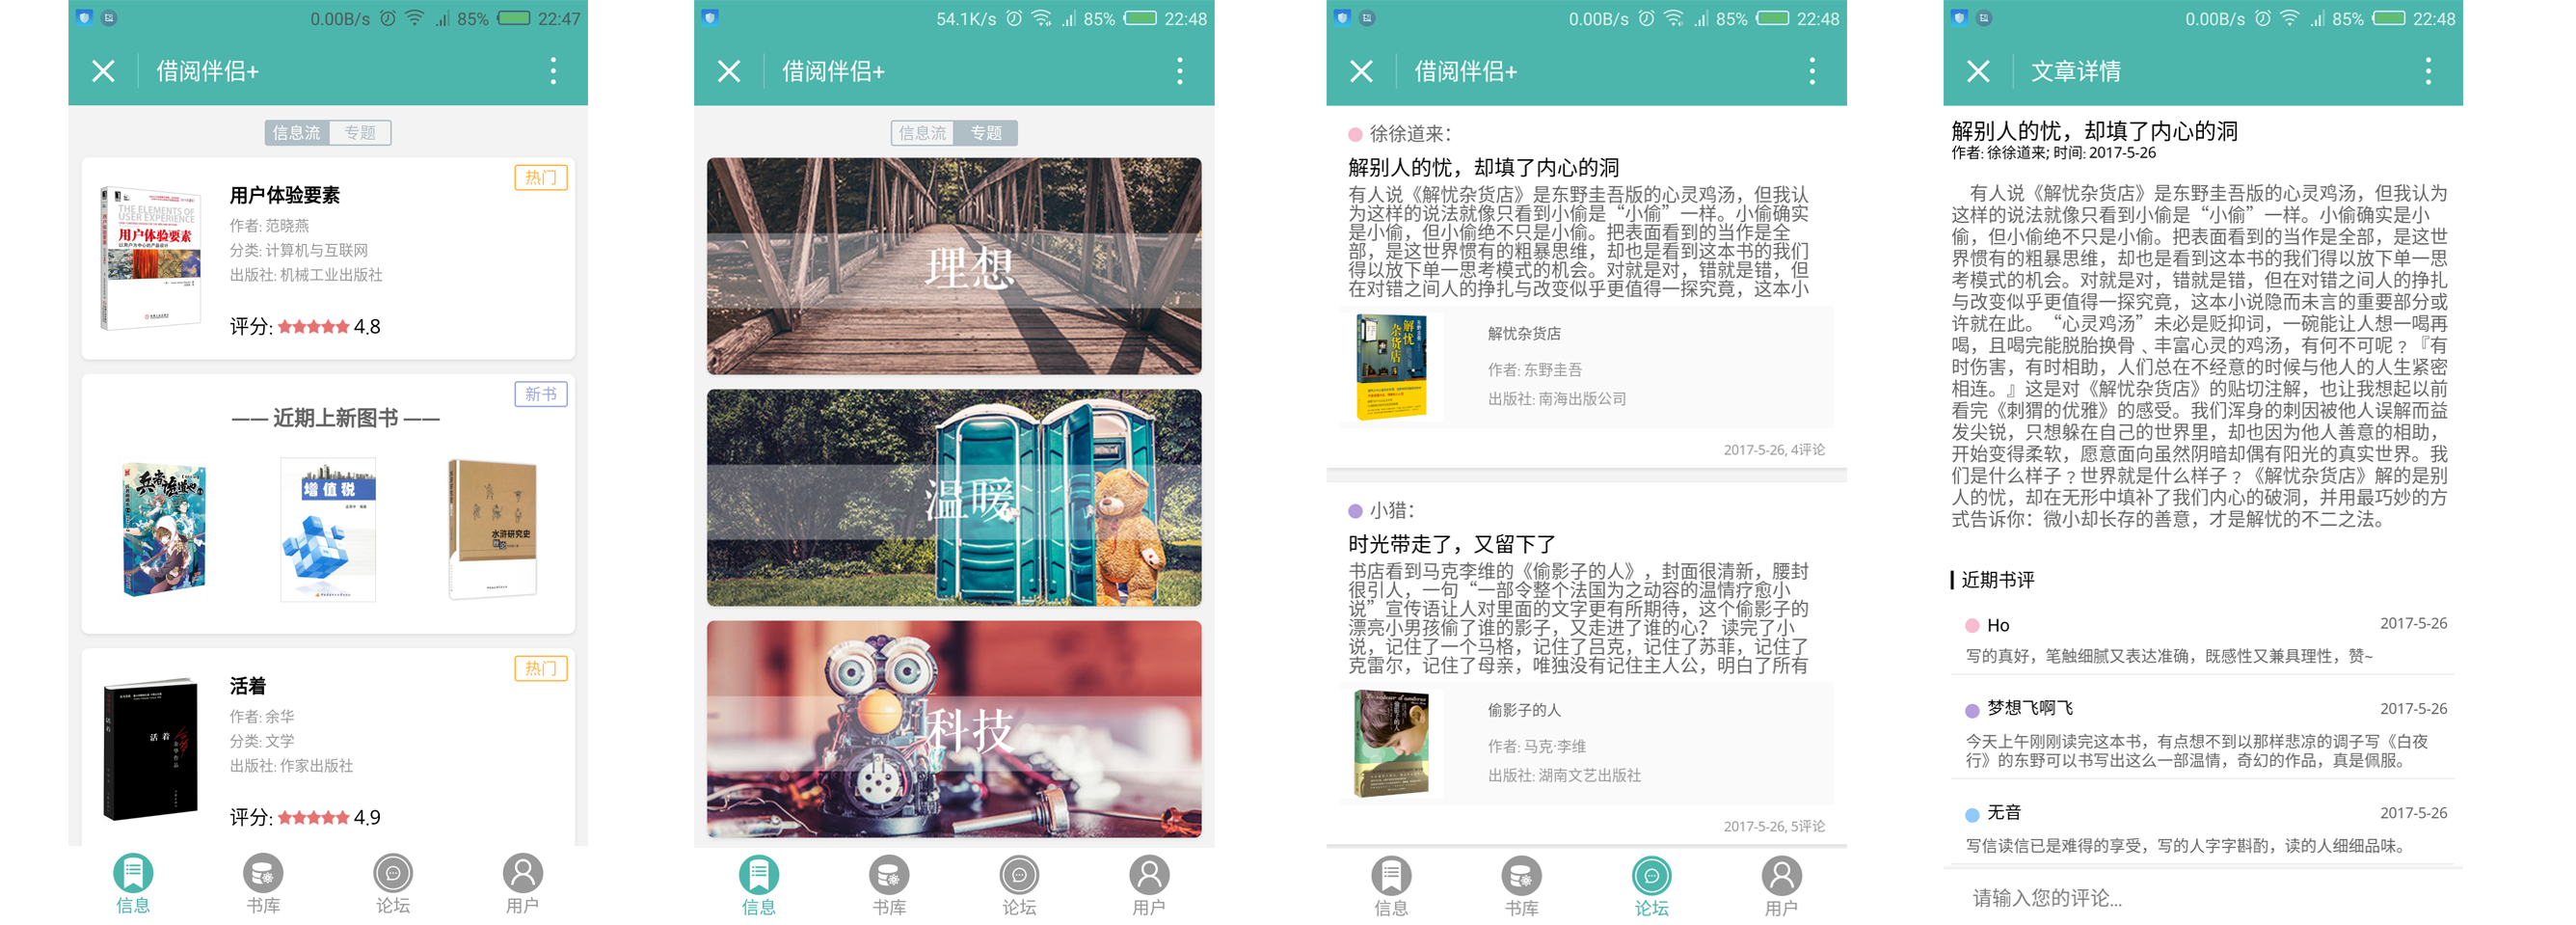 0.00B/s 85% 22:47
借阅伴侣+
信息流 专题
热门
用户体验要素
作者: 范晓燕
分类: 计算机与互联网
出版社: 机械工业出版社
评分: 4.8
THE ELEMENTS OF
USER EXPERIENCE
用户体验要素
以用户为中心的产品设计
新书
—— 近期上新图书 ——
兵者诡道也
增值税
水浒研究史
热门
活着
作者: 余华
分类: 文学
出版社: 作家出版社
评分: 4.9
活着
信息 书库 论坛 用户
54.1K/s 85% 22:48
借阅伴侣+
信息流 专题
理想
温暖
科技
信息 书库 论坛 用户
0.00B/s 85% 22:48
借阅伴侣+
徐徐道来：
解别人的忧，却填了内心的洞
有人说《解忧杂货店》是东野圭吾版的心灵鸡汤，但我认
为这样的说法就像只看到小偷是“小偷”一样。小偷确实
是小偷，但小偷绝不只是小偷。把表面看到的当作是全
部，是这世界惯有的粗暴思维，却也是看到这本书的我们
得以放下单一思考模式的机会。对就是对，错就是错，但
在对错之间人的挣扎与改变似乎更值得一探究竟，这本小
解忧杂货店
解忧杂货店
作者: 东野圭吾
出版社: 南海出版公司
2017-5-26, 4评论
小猎：
时光带走了，又留下了
书店看到马克李维的《偷影子的人》，封面很清新，腰封
很引人，一句“一部令整个法国为之动容的温情疗愈小
说”宣传语让人对里面的文字更有所期待，这个偷影子的
漂亮小男孩偷了谁的影子，又走进了谁的心？ 读完了小
说，记住了一个马格，记住了吕克，记住了苏菲，记住了
克雷尔，记住了母亲，唯独没有记住主人公，明白了所有
偷影子的人
偷影子的人
作者: 马克·李维
出版社: 湖南文艺出版社
2017-5-26, 5评论
信息 书库 论坛 用户
0.00B/s 85% 22:48
文章详情
解别人的忧，却填了内心的洞
作者: 徐徐道来; 时间: 2017-5-26
有人说《解忧杂货店》是东野圭吾版的心灵鸡汤，但我认为
这样的说法就像只看到小偷是“小偷”一样。小偷确实是小
偷，但小偷绝不只是小偷。把表面看到的当作是全部，是这世
界惯有的粗暴思维，却也是看到这本书的我们得以放下单一思
考模式的机会。对就是对，错就是错，但在对错之间人的挣扎
与改变似乎更值得一探究竟，这本小说隐而未言的重要部分或
许就在此。“心灵鸡汤”未必是贬抑词，一碗能让人想一喝再
喝，且喝完能脱胎换骨﹑丰富心灵的鸡汤，有何不可呢？『有
时伤害，有时相助，人们总在不经意的时候与他人的人生紧密
相连。』这是对《解忧杂货店》的贴切注解，也让我想起以前
看完《刺猬的优雅》的感受。我们浑身的刺因被他人误解而益
发尖锐，只想躲在自己的世界里，却也因为他人善意的相助，
开始变得柔软，愿意面向虽然阴暗却偶有阳光的真实世界。我
们是什么样子？世界就是什么样子？《解忧杂货店》解的是别
人的忧，却在无形中填补了我们内心的破洞，并用最巧妙的方
式告诉你：微小却长存的善意，才是解忧的不二之法。
近期书评
Ho 2017-5-26
写的真好，笔触细腻又表达准确，既感性又兼具理性，赞~
梦想飞啊飞 2017-5-26
今天上午刚刚读完这本书，有点想不到以那样悲凉的调子写《白夜
行》的东野可以书写出这么一部温情，奇幻的作品，真是佩服。
无音 2017-5-26
写信读信已是难得的享受，写的人字字斟酌，读的人细细品味。
请输入您的评论...